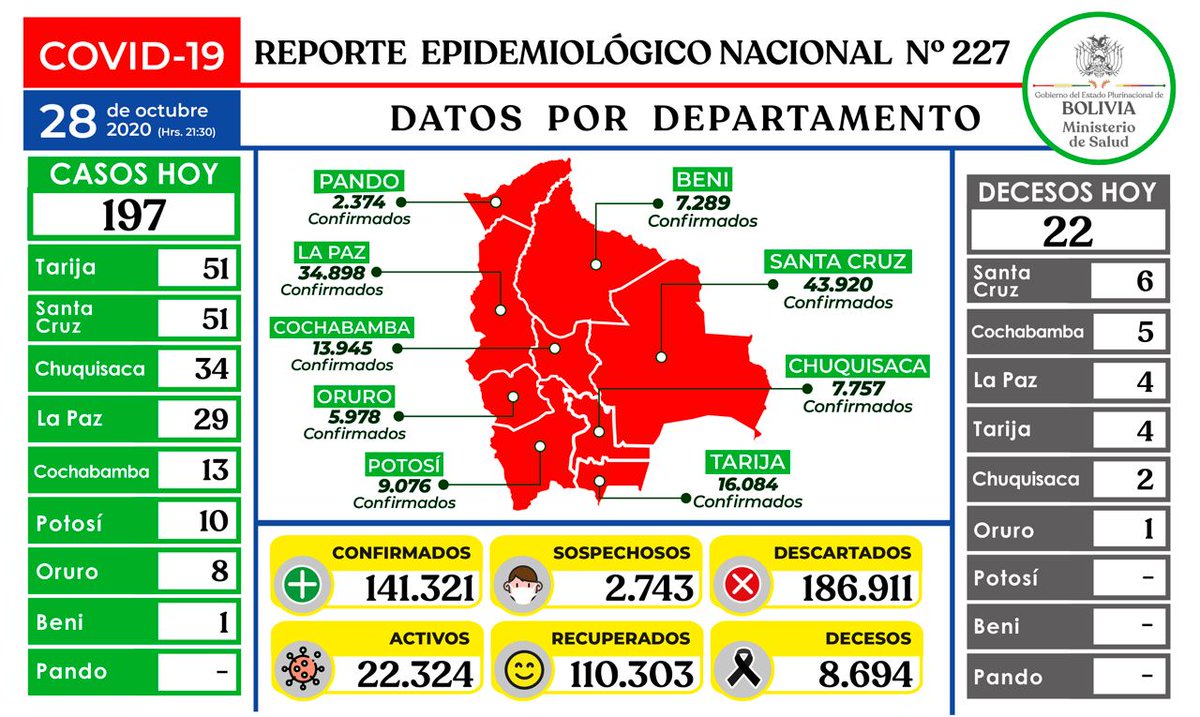 COVID-19
REPORTE EPIDEMIOLÓGICO NACIONAL Nº 227
28 de octubre
2020 (Hrs. 21:30)
DATOS POR DEPARTAMENTO
Gobierno del Estado Plurinacional de
BOLIVIA
Ministerio
de Salud
CASOS HOY
197
Tarija 51
Santa
Cruz 51
Chuquisaca 34
La Paz 29
Cochabamba 13
Potosí 10
Oruro 8
Beni 1
Pando -
PANDO
2.374
Confirmados
LA PAZ
34.898
Confirmados
COCHABAMBA
13.945
Confirmados
ORURO
5.978
Confirmados
POTOSÍ
9.076
Confirmados
BENI
7.289
Confirmados
SANTA CRUZ
43.920
Confirmados
CHUQUISACA
7.757
Confirmados
TARIJA
16.084
Confirmados
CONFIRMADOS
141.321
SOSPECHOSOS
2.743
DESCARTADOS
186.911
ACTIVOS
22.324
RECUPERADOS
110.303
DECESOS
8.694
DECESOS HOY
22
Santa
Cruz 6
Cochabamba 5
La Paz 4
Tarija 4
Chuquisaca 2
Oruro 1
Potosí -
Beni -
Pando -